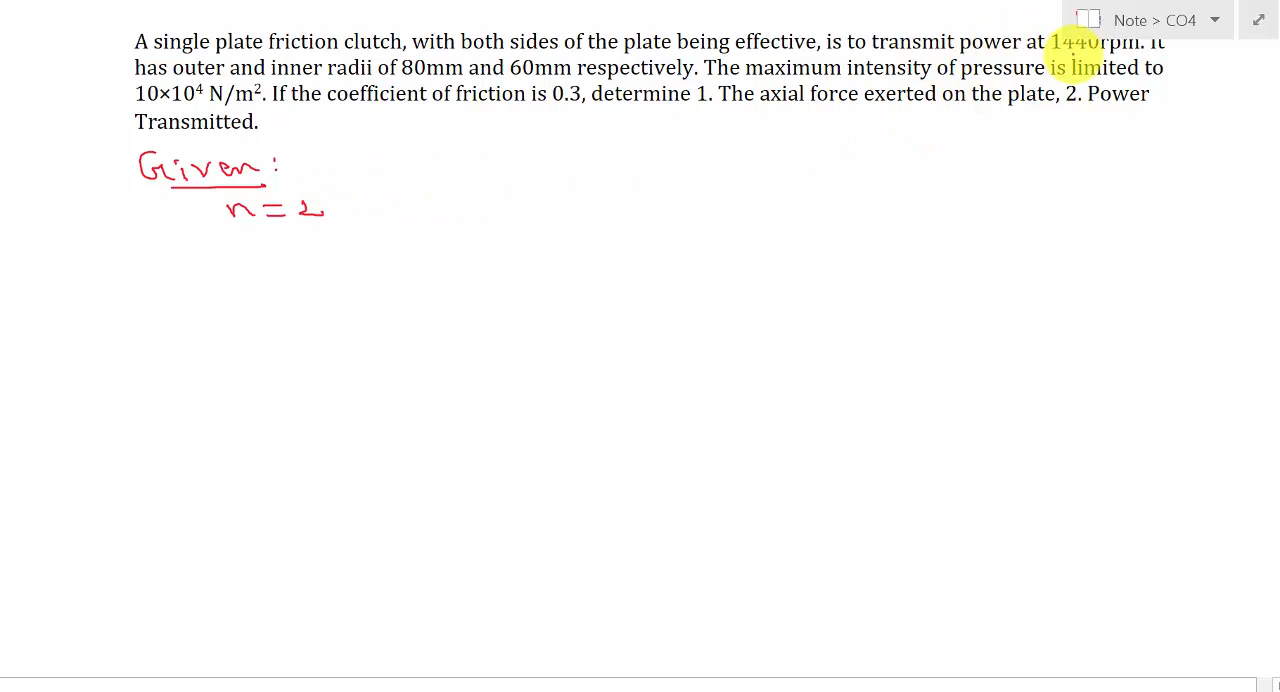 Note > CO4
A single plate friction clutch, with both sides of the plate being effective, is to transmit power at 1440rpm. It
has outer and inner radii of 80mm and 60mm respectively. The maximum intensity of pressure is limited to
10×10⁴ N/m². If the coefficient of friction is 0.3, determine 1. The axial force exerted on the plate, 2. Power
Transmitted.
Given:
n = 2